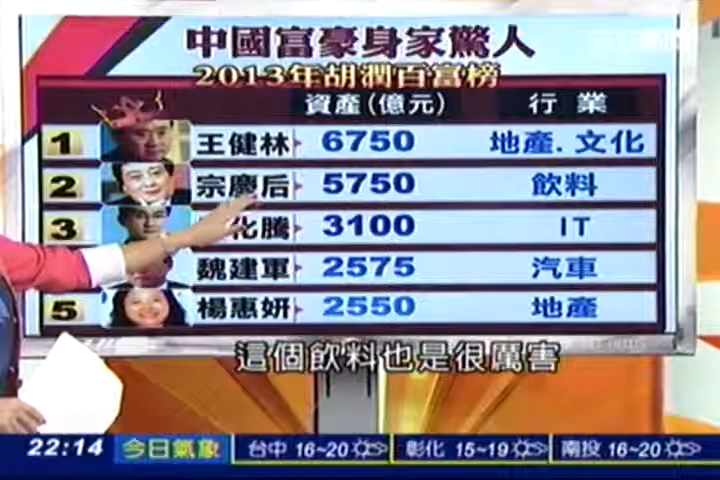 中國富豪身家驚人
2013年胡潤百富榜
資產(億元) 行業
1 王健林 6750 地產.文化
2 宗慶后 5750 飲料
3 化騰 3100 IT
魏建軍 2575 汽車
5 楊惠妍 2550 地產
這個飲料也是很厲害
22:14 今日氣象 台中 16~20 彰化 15~19 南投 16~20